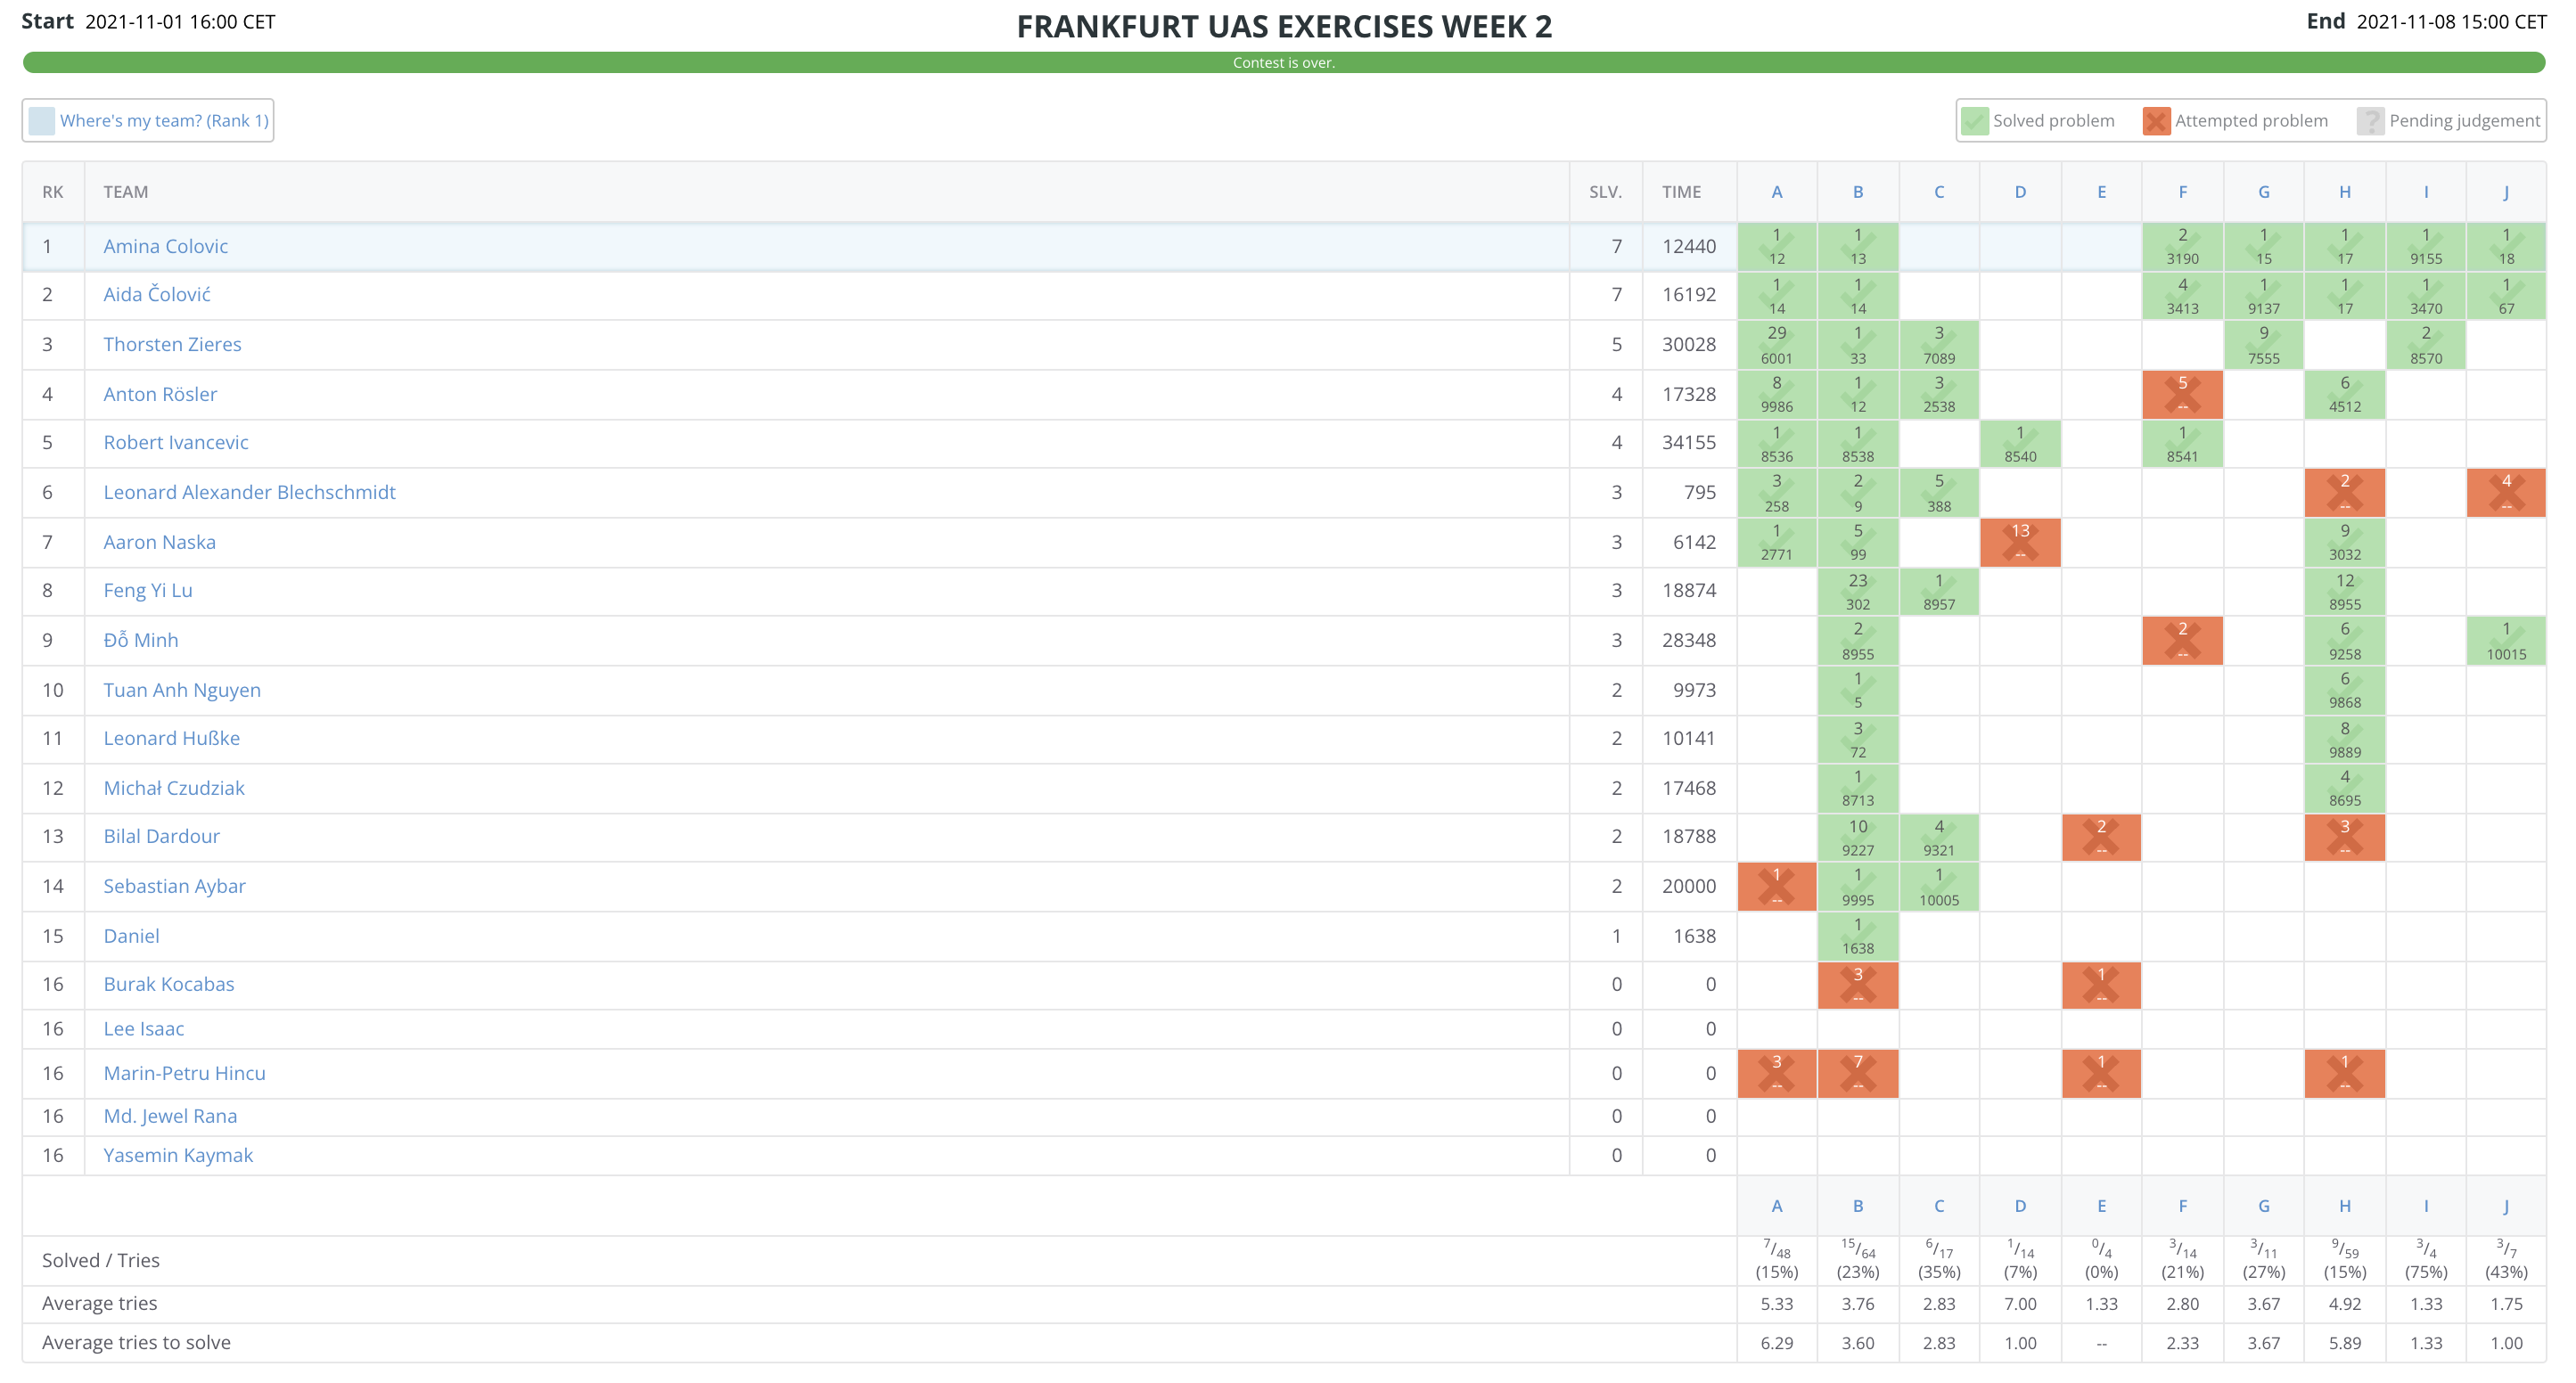 Start 2021-11-01 16:00 CET FRANKFURT UAS EXERCISES WEEK 2 End 2021-11-08 15:00 CET
Contest is over.
Where's my team? (Rank 1) Solved problem Attempted problem ? Pending judgement
RK TEAM SLV. TIME A B C D E F G H I J
1 Amina Colovic 7 12440 1 1 2 1 1 1 1
12 13 3190 15 17 9155 18
2 Aida Čolović 7 16192 1 1 4 1 1 1 1
14 14 3413 9137 17 3470 67
3 Thorsten Zieres 5 30028 29 1 3 9 2
6001 33 7089 7555 8570
4 Anton Rösler 4 17328 8 1 3 5 6
9986 12 2538 -- 4512
5 Robert Ivancevic 4 34155 1 1 1 1
8536 8538 8540 8541
6 Leonard Alexander Blechschmidt 3 795 3 2 5 2 4
258 9 388 -- --
7 Aaron Naska 3 6142 1 5 13 9
2771 99 -- 3032
8 Feng Yi Lu 3 18874 23 1 12
302 8957 8955
9 Đỗ Minh 3 28348 2 2 6 1
8955 -- 9258 10015
10 Tuan Anh Nguyen 2 9973 1 6
5 9868
11 Leonard Hußke 2 10141 3 8
72 9889
12 Michał Czudziak 2 17468 1 4
8713 8695
13 Bilal Dardour 2 18788 10 4 2 3
9227 9321 -- --
14 Sebastian Aybar 2 20000 1 1 1
-- 9995 10005
15 Daniel 1 1638 1
1638
16 Burak Kocabas 0 0 3 1
-- --
16 Lee Isaac 0 0
16 Marin-Petru Hincu 0 0 3 7 1 1
-- -- -- --
16 Md. Jewel Rana 0 0
16 Yasemin Kaymak 0 0
A B C D E F G H I J
Solved / Tries 7/48 15/64 6/17 1/14 0/4 3/14 3/11 9/59 3/4 3/7
(15%) (23%) (35%) (7%) (0%) (21%) (27%) (15%) (75%) (43%)
Average tries 5.33 3.76 2.83 7.00 1.33 2.80 3.67 4.92 1.33 1.75
Average tries to solve 6.29 3.60 2.83 1.00 -- 2.33 3.67 5.89 1.33 1.00